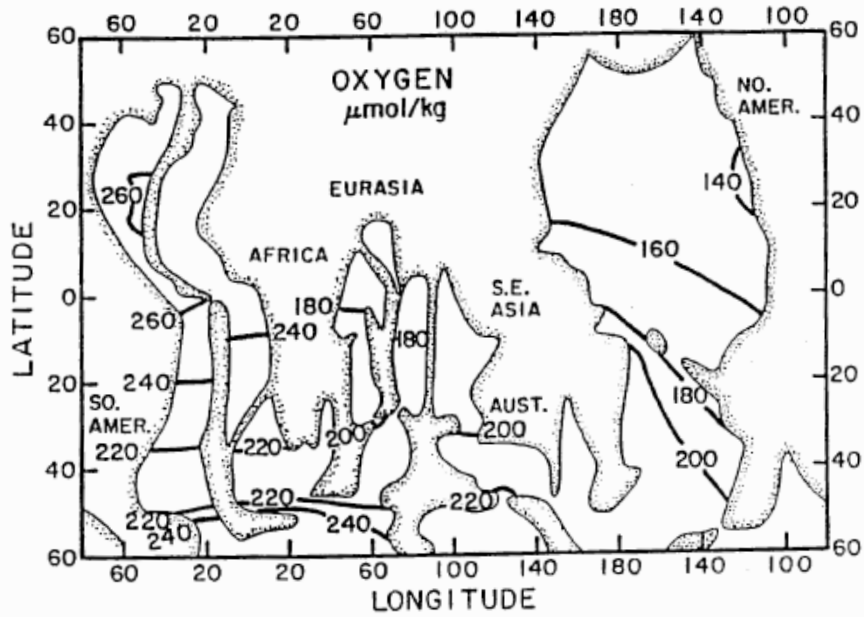 60 20 20 60 100 140 180 140 100
60 60
OXYGEN
μmol/kg
NO.
AMER.
40 40
260 EURASIA 140
20 20
LATITUDE
AFRICA 160
0 180 S.E. 0
260 240 180 ASIA
20 240 180 20
SO. AUST.
AMER. 220 220 200 200 200
40 40
220 220 220
240 240
60 60
60 20 20 60 100 140 180 140 100
LONGITUDE